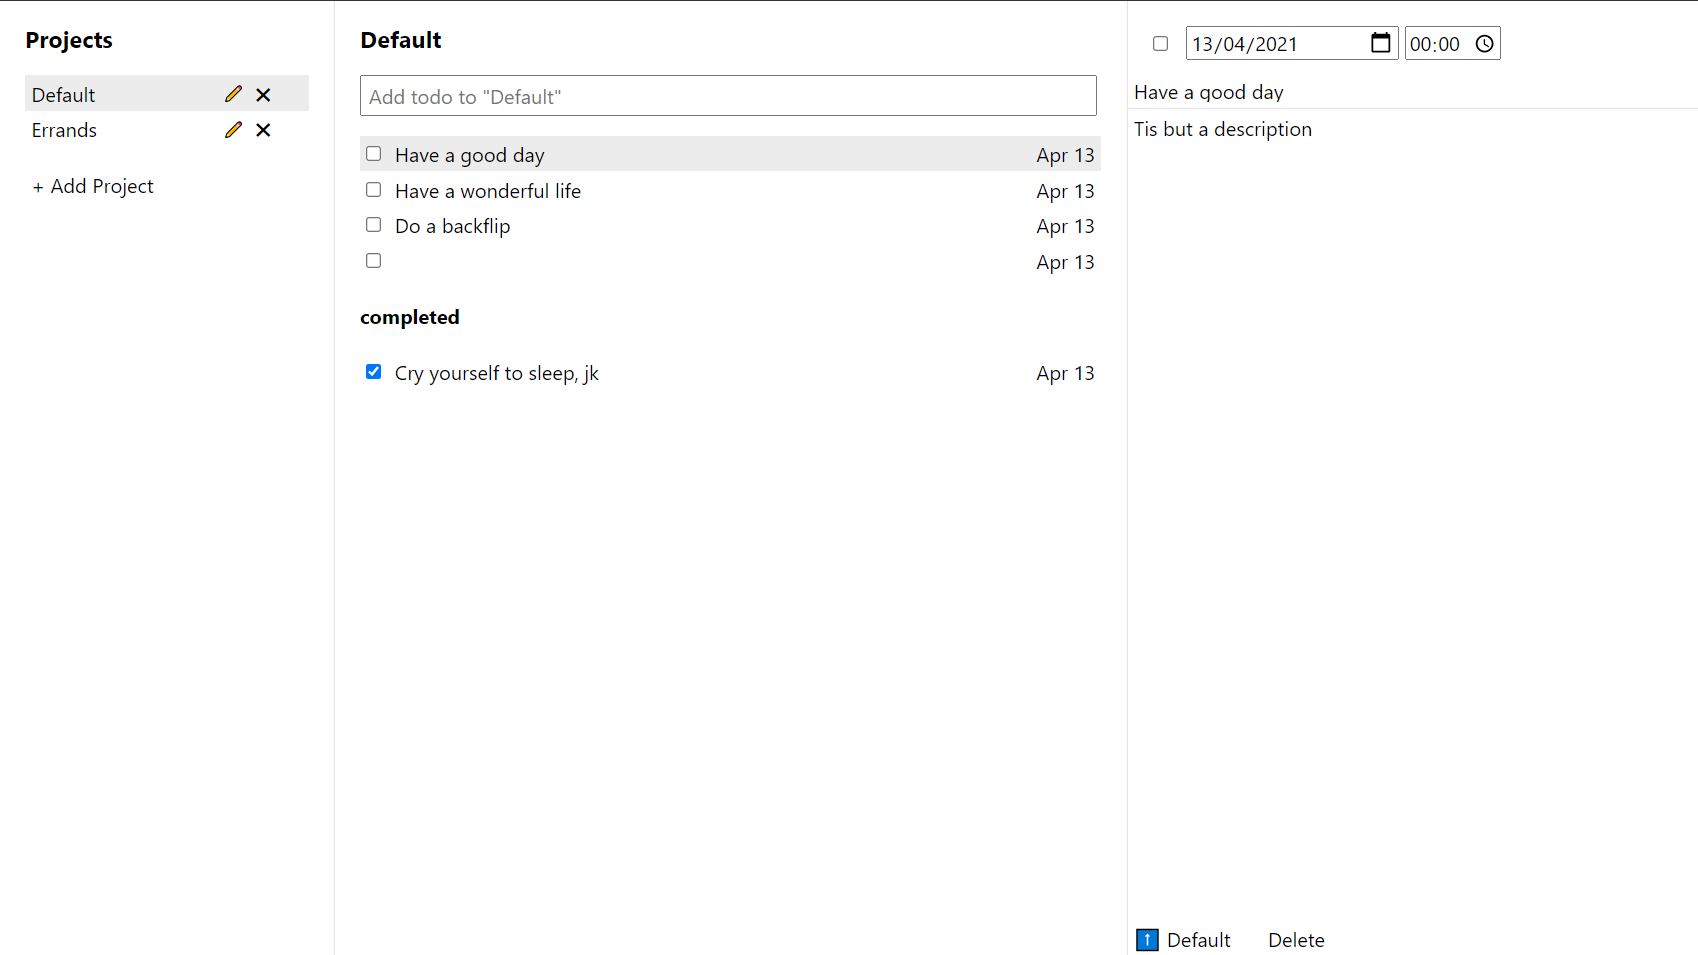 Projects
Default
Errands
+ Add Project
Default
Add todo to "Default"
Have a good day Apr 13
Have a wonderful life Apr 13
Do a backflip Apr 13
Apr 13
completed
Cry yourself to sleep, jk Apr 13
13/04/2021 00:00
Have a good day
Tis but a description
Default Delete